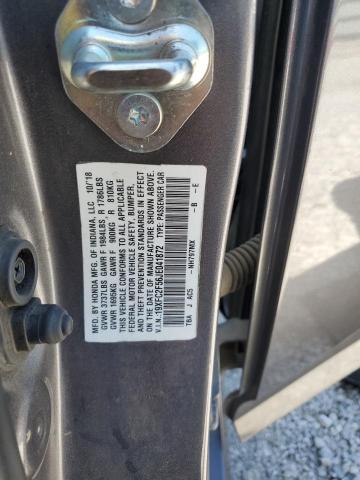 MFD. BY HONDA MFG. OF INDIANA, LLC 10/18
GVWR 3737LBS GAWR F 1984LBS R 1786LBS
GVWR 1695KG GAWR F 900KG R 810KG
THIS VEHICLE CONFORMS TO ALL APPLICABLE
FEDERAL MOTOR VEHICLE SAFETY, BUMPER,
AND THEFT PREVENTION STANDARDS IN EFFECT
ON THE DATE OF MANUFACTURE SHOWN ABOVE.
V.I.N.:19XFC2F56JE041872 TYPE: PASSENGER CAR
TBA J AC5 -NH797MX -B -E